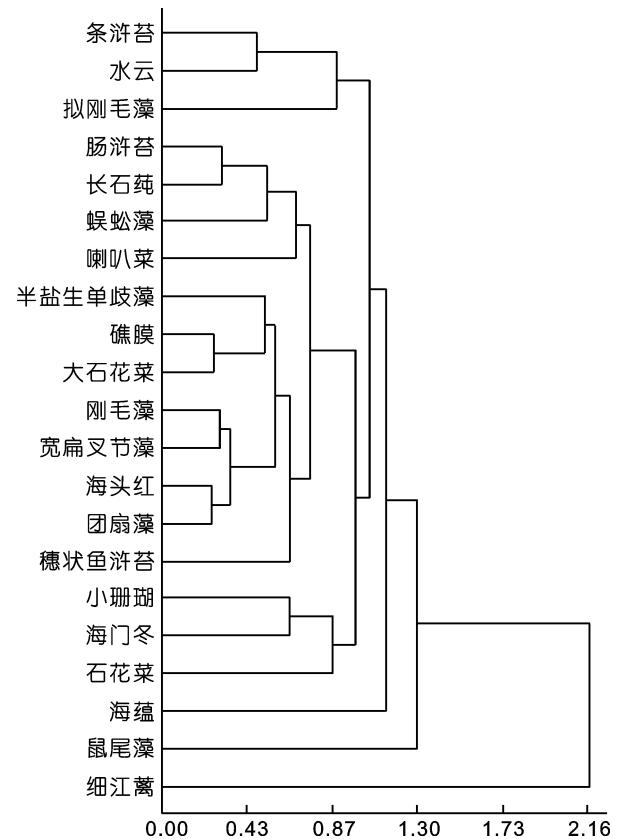 条浒苔
水云
拟刚毛藻
肠浒苔
长石莼
蜈蚣藻
喇叭菜
半盐生单歧藻
礁膜
大石花菜
刚毛藻
宽扁叉节藻
海头红
团扇藻
穗状鱼浒苔
小珊瑚
海门冬
石花菜
海蕴
鼠尾藻
细江蓠
0.00 0.43 0.87 1.30 1.73 2.16